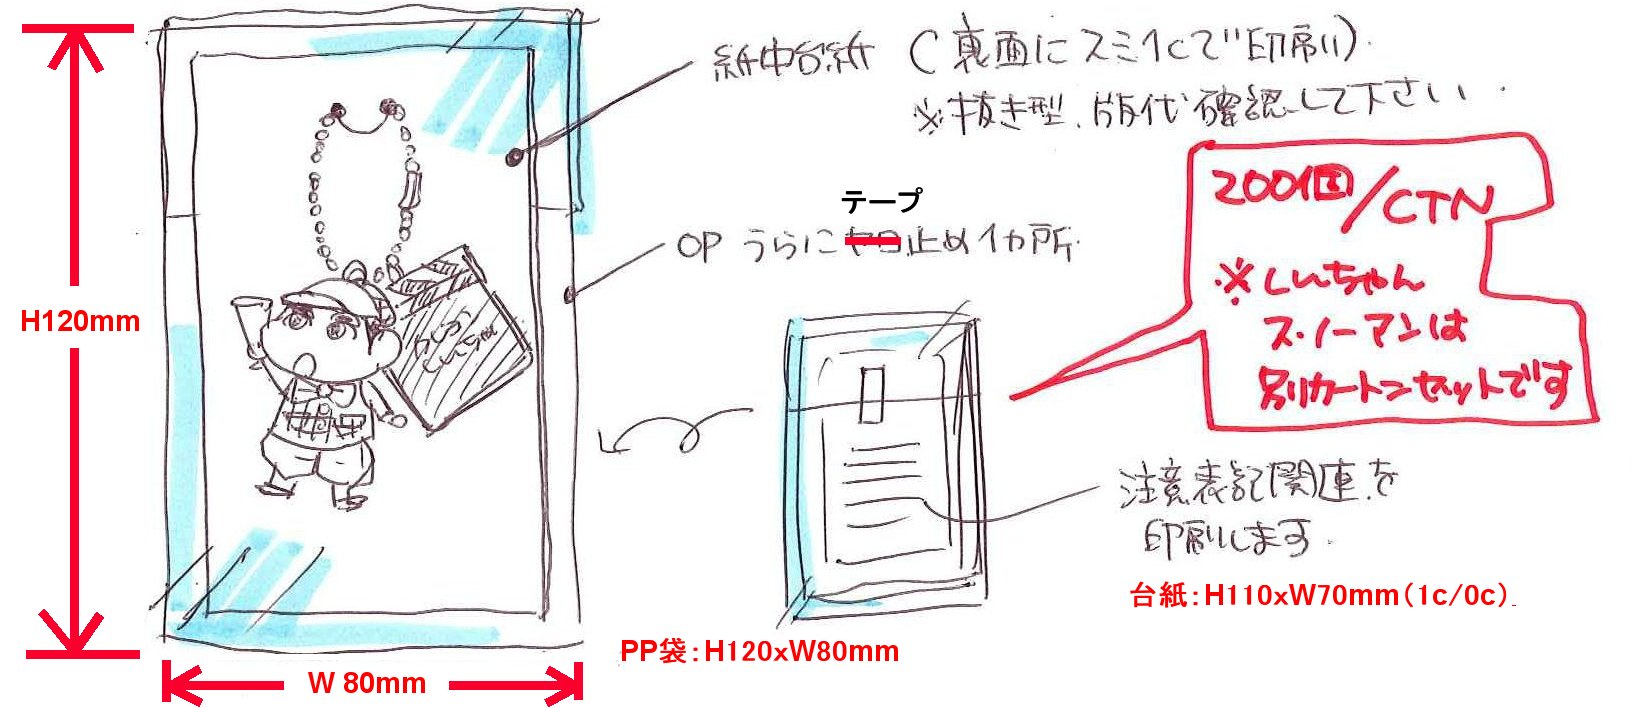 紙中台紙 (裏面にスミ1cで印刷)
※抜き型、版代確認して下さい.
テープ
OP うらに止め1カ所.
200個/CTN
※しんちゃん
スノーマンは
別カートンセットです
H120mm
注意表記関連を
印刷します.
台紙：H110xW70mm（1c/0c）
PP袋：H120xW80mm
W 80mm